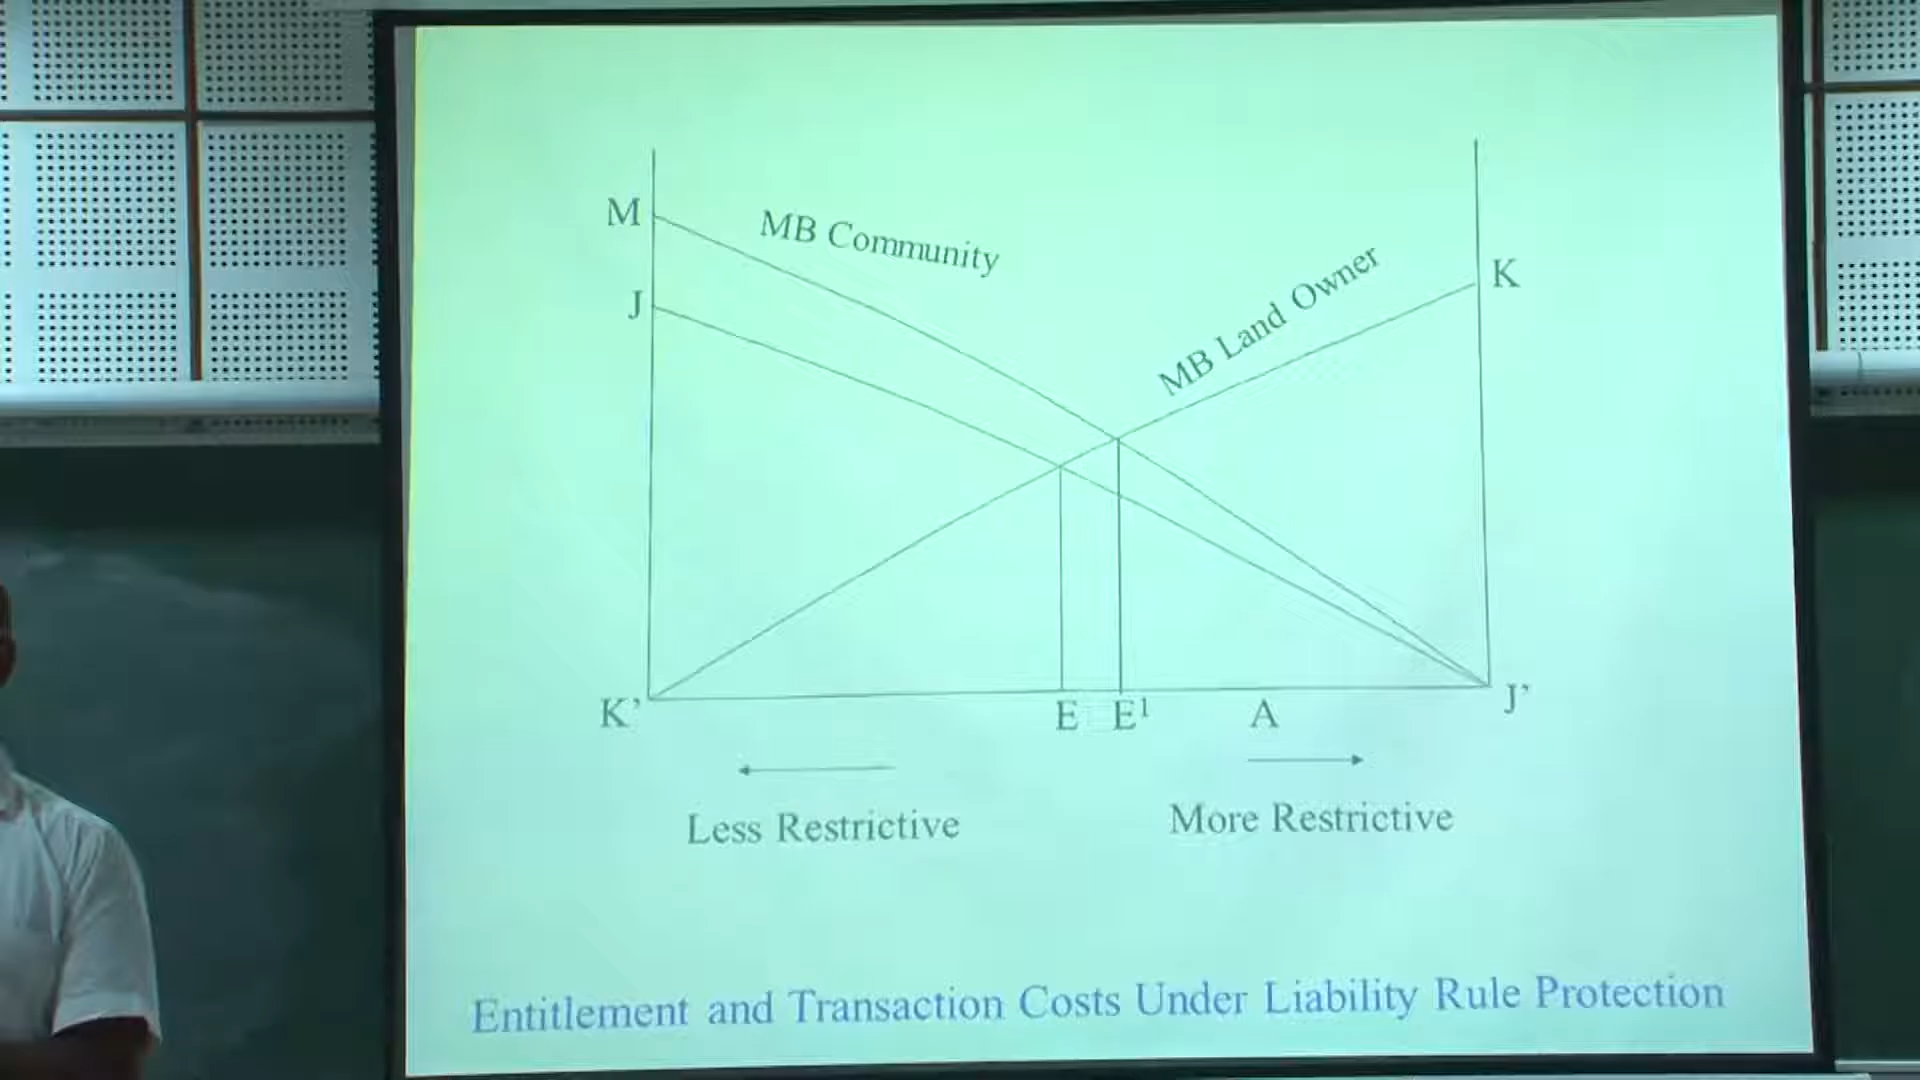 M
MB Community
J
MB Land Owner
K
K’
E
E¹
A
J’
Less Restrictive
More Restrictive
Entitlement and Transaction Costs Under Liability Rule Protection